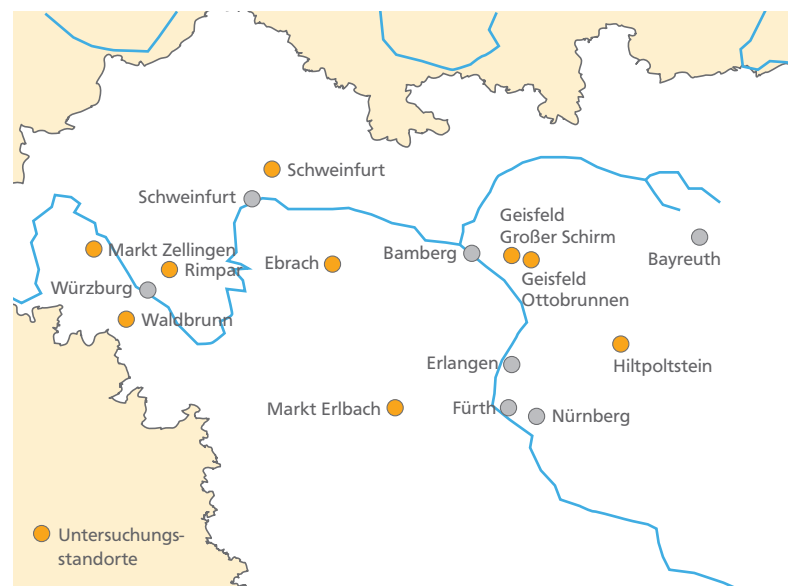 Schweinfurt
Schweinfurt
Geisfeld
Großer Schirm
Markt Zellingen
Rimpar
Ebrach
Bamberg
Bayreuth
Geisfeld
Ottobrunnen
Würzburg
Waldbrunn
Erlangen
Hiltpoltstein
Markt Erlbach
Fürth
Nürnberg
Untersuchungs-
standorte